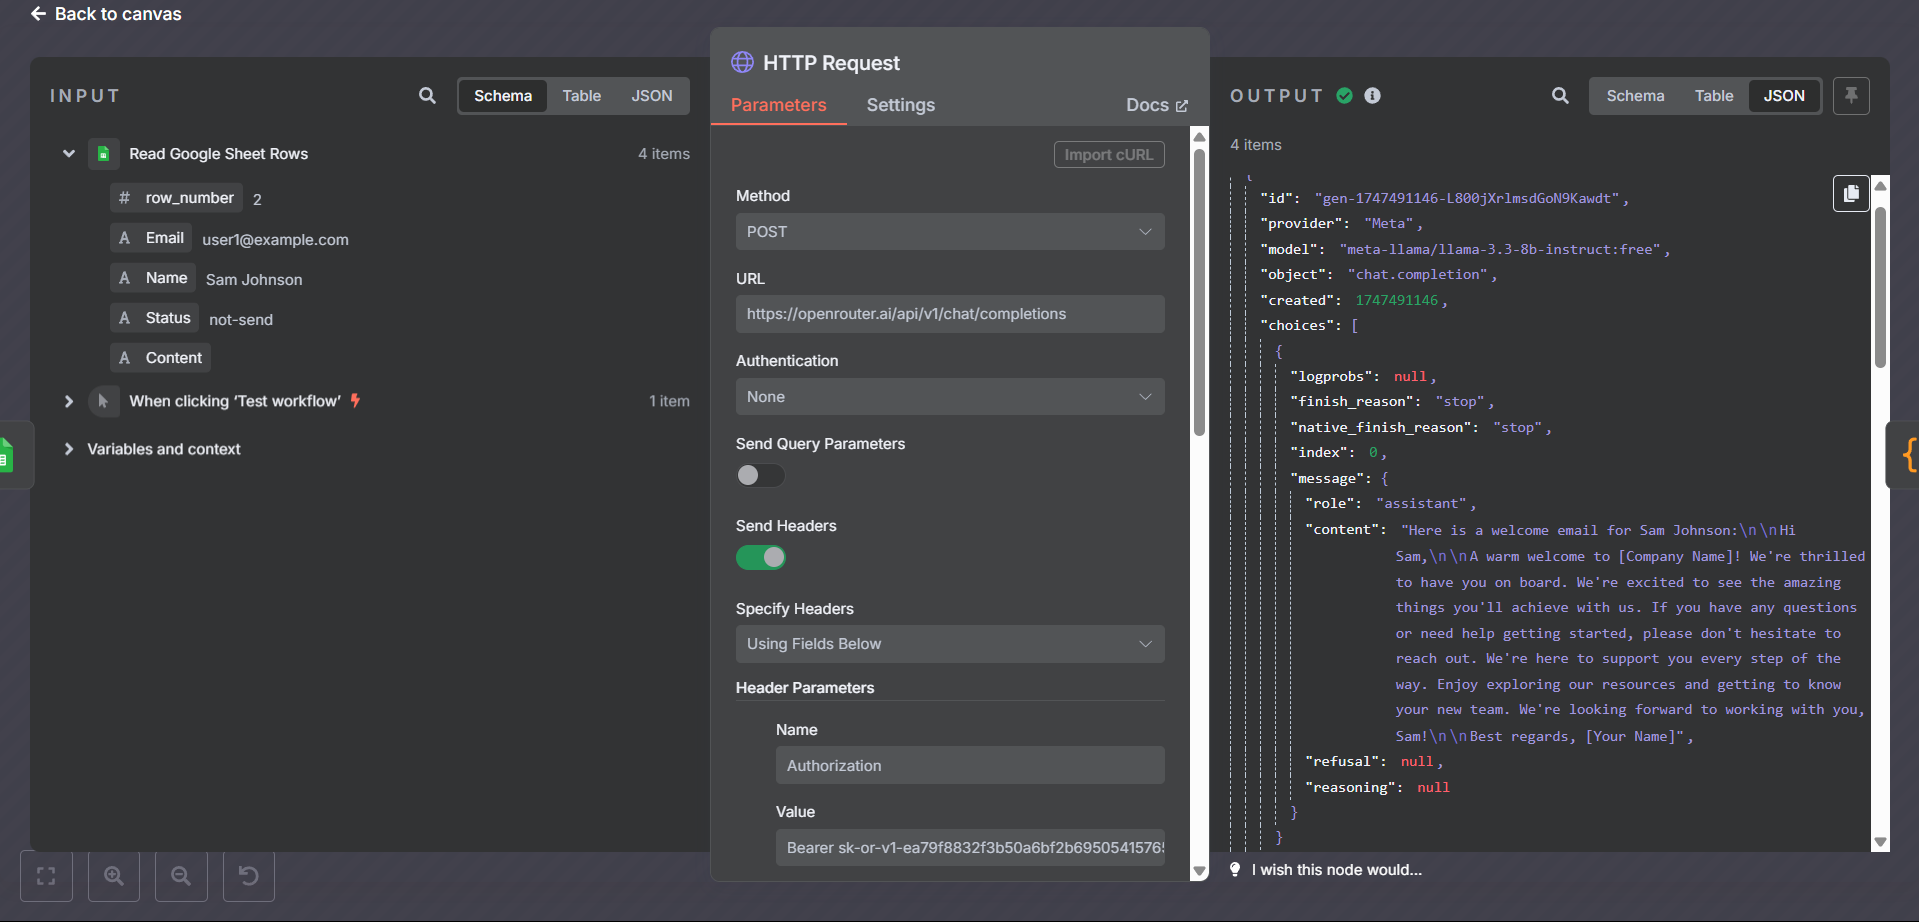 Back to canvas
INPUT
Schema
Table
JSON
Read Google Sheet Rows
4 items
# row_number 2
A Email user1@example.com
A Name Sam Johnson
A Status not-send
A Content
When clicking ‘Test workflow’
1 item
Variables and context
HTTP Request
Parameters
Settings
Docs
Import cURL
Method
POST
URL
https://openrouter.ai/api/v1/chat/completions
Authentication
None
Send Query Parameters
Send Headers
Specify Headers
Using Fields Below
Header Parameters
Name
Authorization
Value
Bearer sk-or-v1-ea79f8832f3b50a6bf2b6950541576
OUTPUT
Schema
Table
JSON
4 items
{
"id": "gen-1747491146-L800jXrlmsdGoN9Kawdt",
"provider": "Meta",
"model": "meta-llama/llama-3.3-8b-instruct:free",
"object": "chat.completion",
"created": 1747491146,
"choices": [
{
"logprobs": null,
"finish_reason": "stop",
"native_finish_reason": "stop",
"index": 0,
"message": {
"role": "assistant",
"content": "Here is a welcome email for Sam Johnson:\n\nHi
Sam,\n\nA warm welcome to [Company Name]! We're thrilled
to have you on board. We're excited to see the amazing
things you'll achieve with us. If you have any questions
or need help getting started, please don't hesitate to
reach out. We're here to support you every step of the
way. Enjoy exploring our resources and getting to know
your new team. We're looking forward to working with you,
Sam!\n\nBest regards, [Your Name]",
"refusal": null,
"reasoning": null
}
}
I wish this node would...